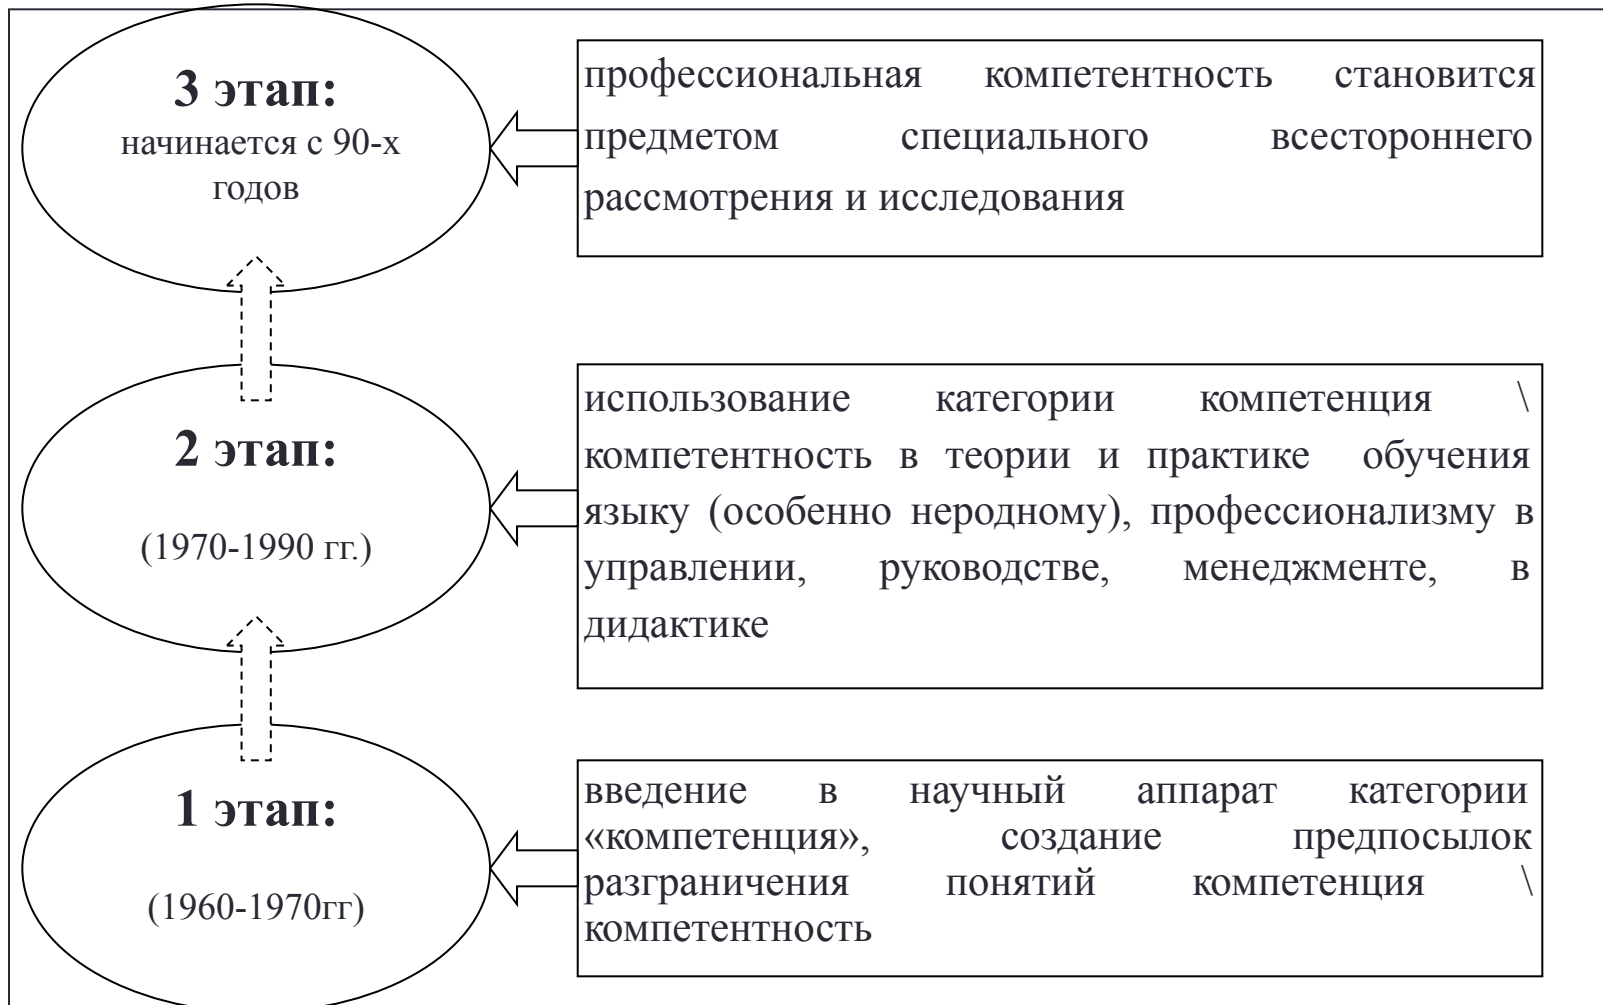 3 этап:
начинается с 90-х
годов
профессиональная компетентность становится
предметом специального всестороннего
рассмотрения и исследования
2 этап:
(1970-1990 гг.)
использование категории компетенция \
компетентность в теории и практике обучения
языку (особенно неродному), профессионализму в
управлении, руководстве, менеджменте, в
дидактике
1 этап:
(1960-1970гг)
введение в научный аппарат категории
«компетенция», создание предпосылок
разграничения понятий компетенция \
компетентность